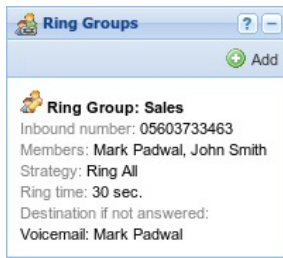 Ring Groups ? −
Add
Ring Group: Sales
Inbound number: 05603733463
Members: Mark Padwal, John Smith
Strategy: Ring All
Ring time: 30 sec.
Destination if not answered:
Voicemail: Mark Padwal